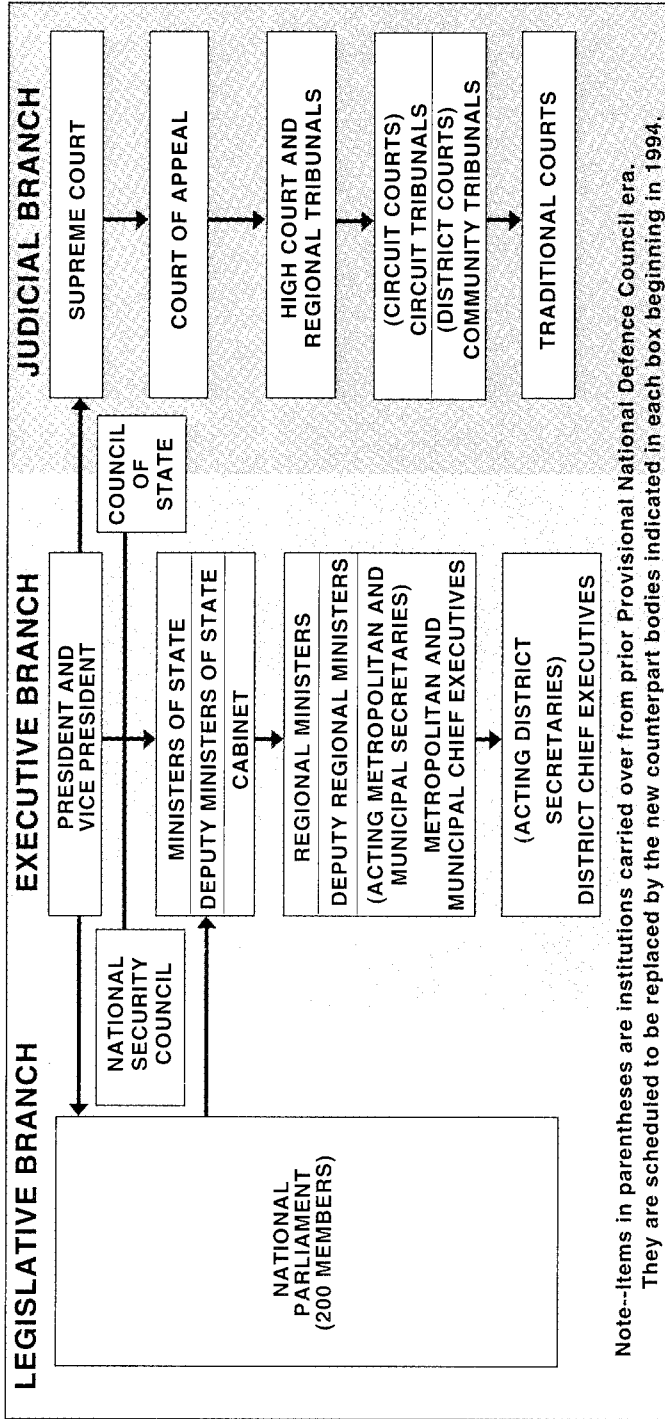 LEGISLATIVE BRANCH
NATIONAL
PARLIAMENT
(200 MEMBERS)
EXECUTIVE BRANCH
PRESIDENT AND
VICE PRESIDENT
NATIONAL
SECURITY
COUNCIL
COUNCIL
OF
STATE
MINISTERS OF STATE
DEPUTY MINISTERS OF STATE
CABINET
REGIONAL MINISTERS
DEPUTY REGIONAL MINISTERS
(ACTING METROPOLITAN AND
MUNICIPAL SECRETARIES)
METROPOLITAN AND
MUNICIPAL CHIEF EXECUTIVES
(ACTING DISTRICT
SECRETARIES)
DISTRICT CHIEF EXECUTIVES
JUDICIAL BRANCH
SUPREME COURT
COURT OF APPEAL
HIGH COURT AND
REGIONAL TRIBUNALS
(CIRCUIT COURTS)
CIRCUIT TRIBUNALS
(DISTRICT COURTS)
COMMUNITY TRIBUNALS
TRADITIONAL COURTS
Note--Items in parentheses are institutions carried over from prior Provisional National Defence Council era.
They are scheduled to be replaced by the new counterpart bodies indicated in each box beginning in 1994.